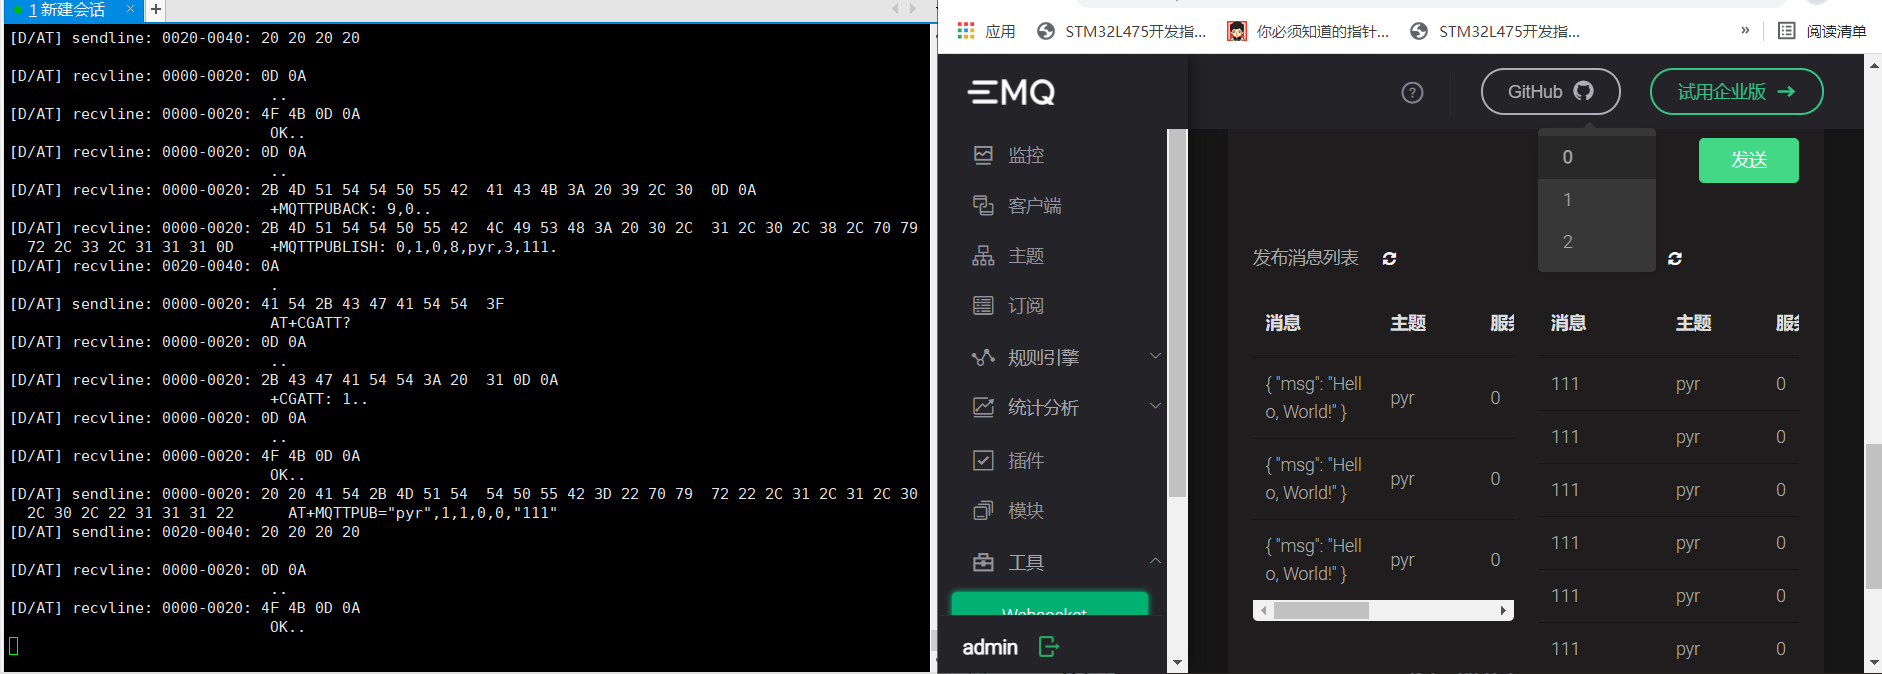 1 新建会话 × +
[D/AT] sendline: 0020-0040: 20 20 20 20
[D/AT] recvline: 0000-0020: 0D 0A
..
[D/AT] recvline: 0000-0020: 4F 4B 0D 0A
OK..
[D/AT] recvline: 0000-0020: 0D 0A
..
[D/AT] recvline: 0000-0020: 2B 4D 51 54 54 50 55 42  41 43 4B 3A 20 39 2C 30  0D 0A
+MQTTPUBACK: 9,0..
[D/AT] recvline: 0000-0020: 2B 4D 51 54 54 50 55 42  4C 49 53 48 3A 20 30 2C  31 2C 30 2C 38 2C 70 79
72 2C 33 2C 31 31 31 0D    +MQTTPUBLISH: 0,1,0,8,pyr,3,111.
[D/AT] recvline: 0020-0040: 0A
.
[D/AT] sendline: 0000-0020: 41 54 2B 43 47 41 54 54  3F
AT+CGATT?
[D/AT] recvline: 0000-0020: 0D 0A
..
[D/AT] recvline: 0000-0020: 2B 43 47 41 54 54 3A 20  31 0D 0A
+CGATT: 1..
[D/AT] recvline: 0000-0020: 0D 0A
..
[D/AT] recvline: 0000-0020: 4F 4B 0D 0A
OK..
[D/AT] sendline: 0000-0020: 20 20 41 54 2B 4D 51 54  54 50 55 42 3D 22 70 79  72 22 2C 31 2C 31 2C 30
2C 30 2C 22 31 31 31 22      AT+MQTTPUB="pyr",1,1,0,0,"111"
[D/AT] sendline: 0020-0040: 20 20 20 20
[D/AT] recvline: 0000-0020: 0D 0A
..
[D/AT] recvline: 0000-0020: 4F 4B 0D 0A
OK..
应用 STM32L475开发指... 你必须知道的指针... STM32L475开发指... » 阅读清单
EMQ
? GitHub 试用企业版
监控
客户端
主题
订阅
规则引擎
统计分析
插件
模块
工具
Websocket
admin
0
1
2
发送
发布消息列表
消息 主题
{ "msg": "Hell
o, World!" } pyr 0
{ "msg": "Hell
o, World!" } pyr 0
{ "msg": "Hell
o, World!" } pyr 0
消息 主题
111 pyr 0
111 pyr 0
111 pyr 0
111 pyr 0
111 pyr 0
111 pyr 0